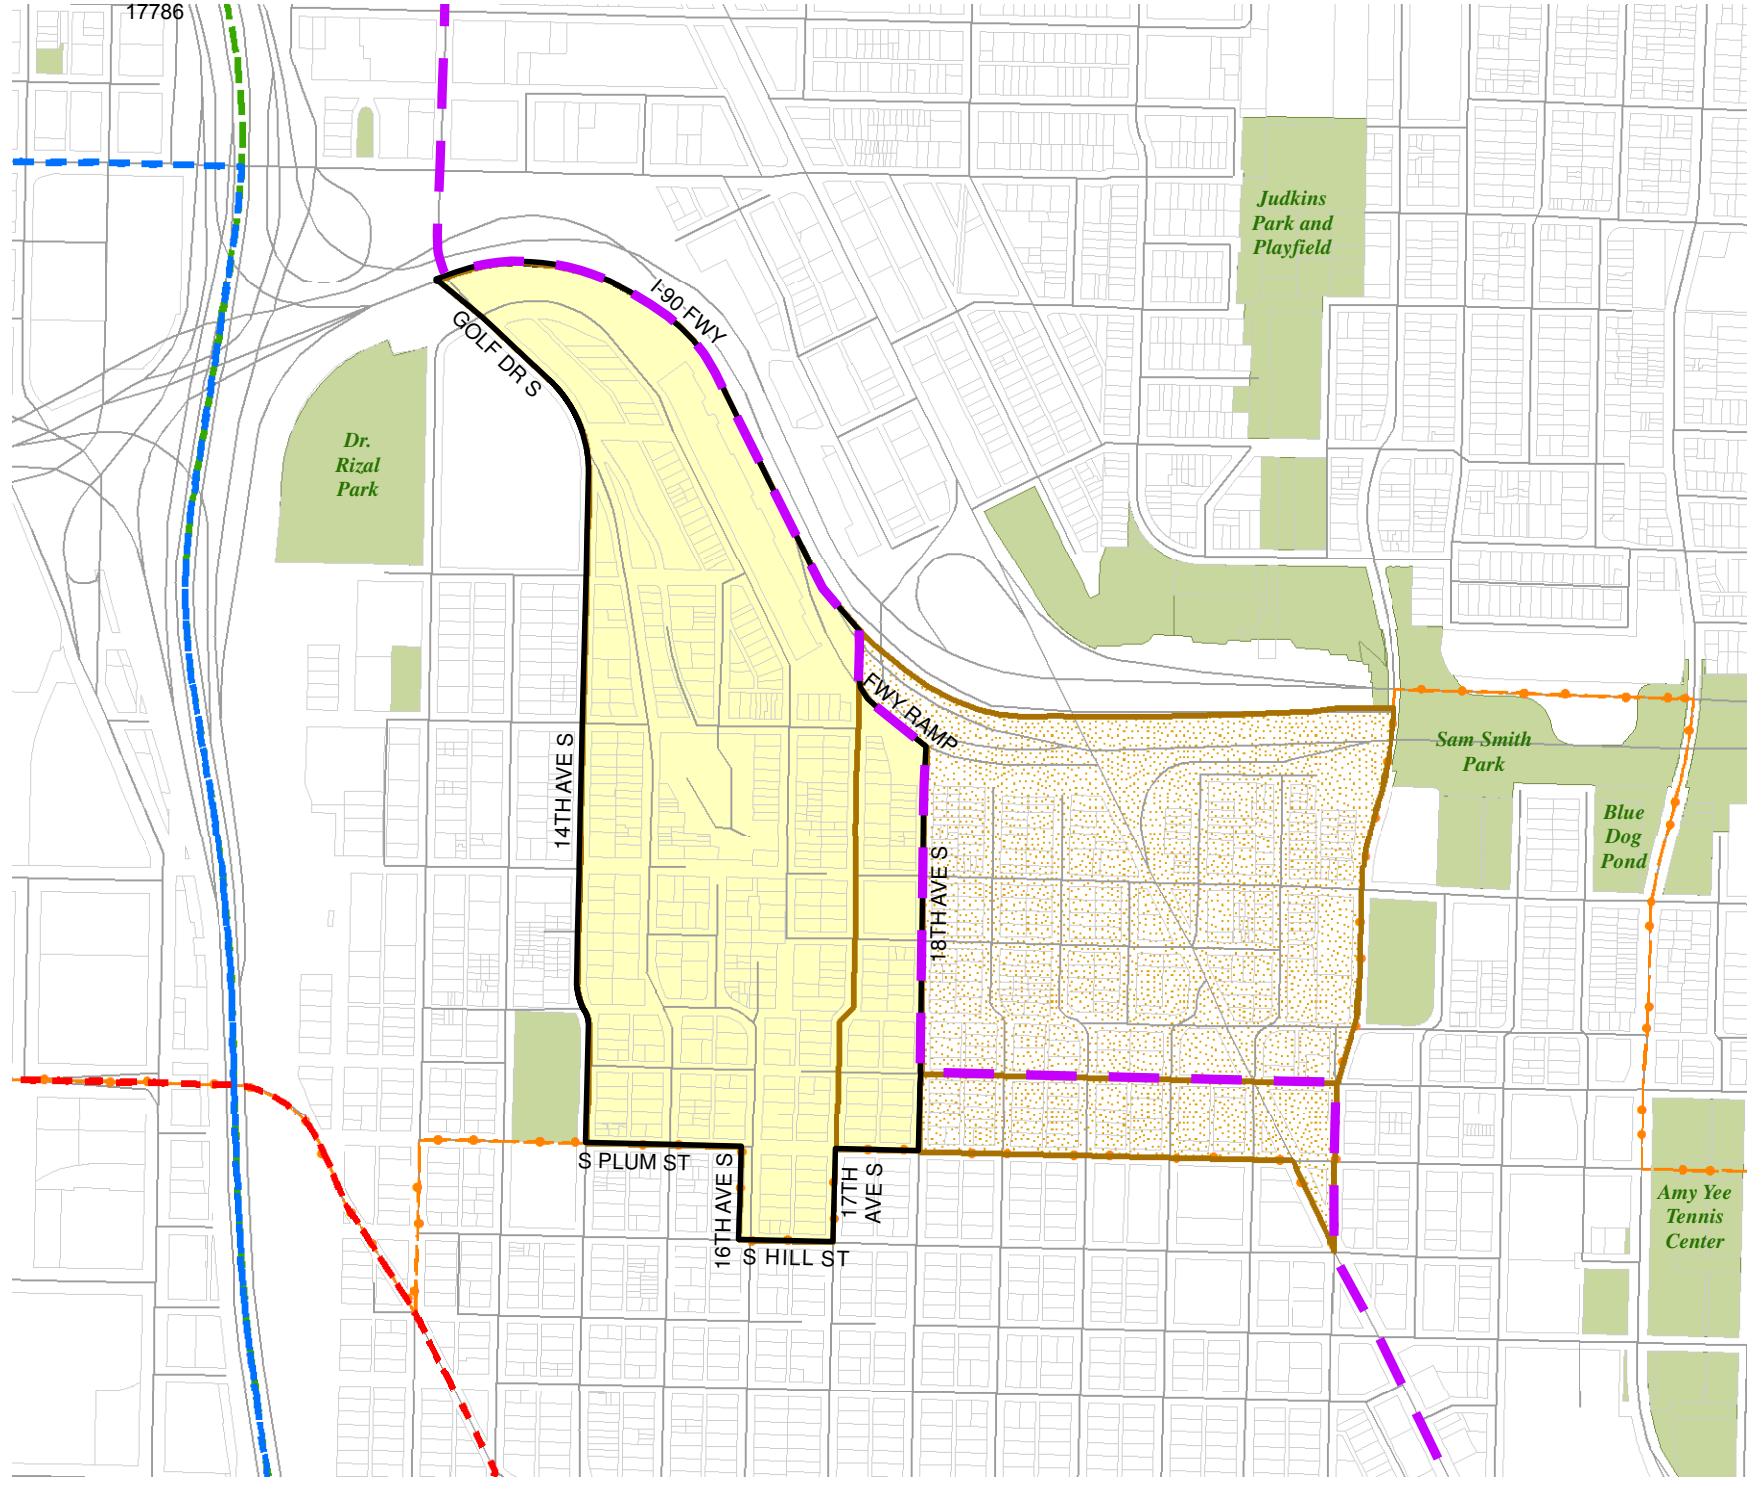 17786
Judkins
Park and
Playfield
I-90 FWY
GOLF DR S
Dr.
Rizal
Park
FWY RAMP
14TH AVE S
18TH AVE S
Sam Smith
Park
Blue
Dog
Pond
S PLUM ST
16TH AVE S
17TH
AVE S
S HILL ST
Amy Yee
Tennis
Center